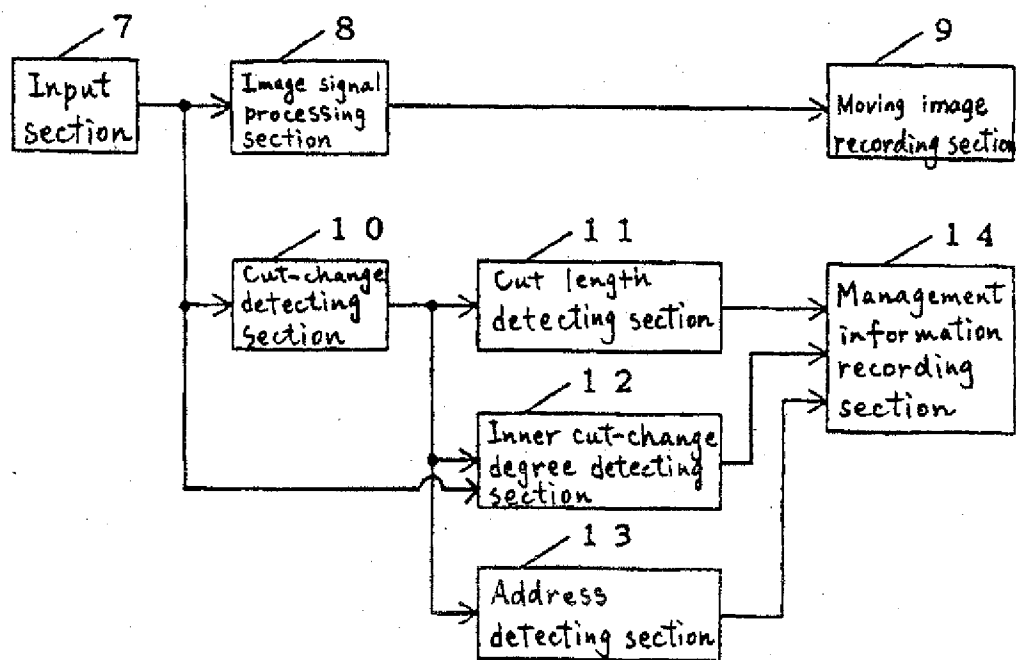 7
Input
section
8
Image signal
processing
section
9
Moving image
recording section
10
Cut-change
detecting
section
11
Cut length
detecting section
12
Inner cut-change
degree detecting
section
13
Address
detecting section
14
Management
information
recording
section